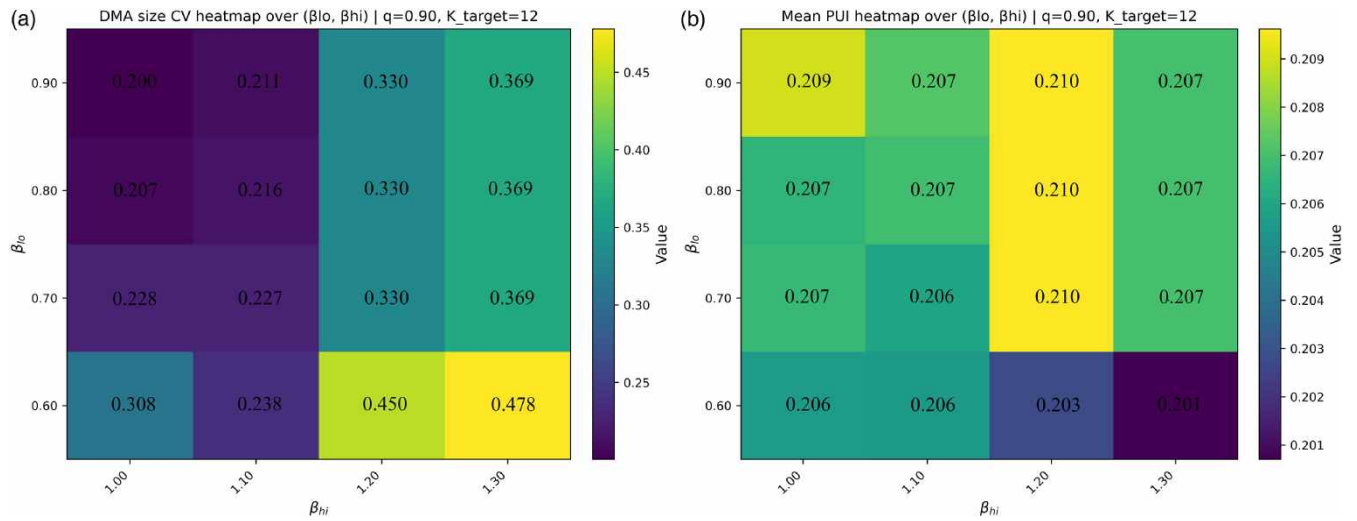 (a)
DMA size CV heatmap over (βlo, βhi) | q=0.90, K_target=12
0.90
0.80
0.70
0.60
β_lo
0.200 0.211 0.330 0.369
0.207 0.216 0.330 0.369
0.228 0.227 0.330 0.369
0.308 0.238 0.450 0.478
1.00 1.10 1.20 1.30
β_hi
0.45
0.40
0.35
0.30
0.25
Value
(b)
Mean PUI heatmap over (βlo, βhi) | q=0.90, K_target=12
0.90
0.80
0.70
0.60
β_lo
0.209 0.207 0.210 0.207
0.207 0.207 0.210 0.207
0.207 0.206 0.210 0.207
0.206 0.206 0.203 0.201
1.00 1.10 1.20 1.30
β_hi
0.209
0.208
0.207
0.206
0.205
0.204
0.203
0.202
0.201
Value